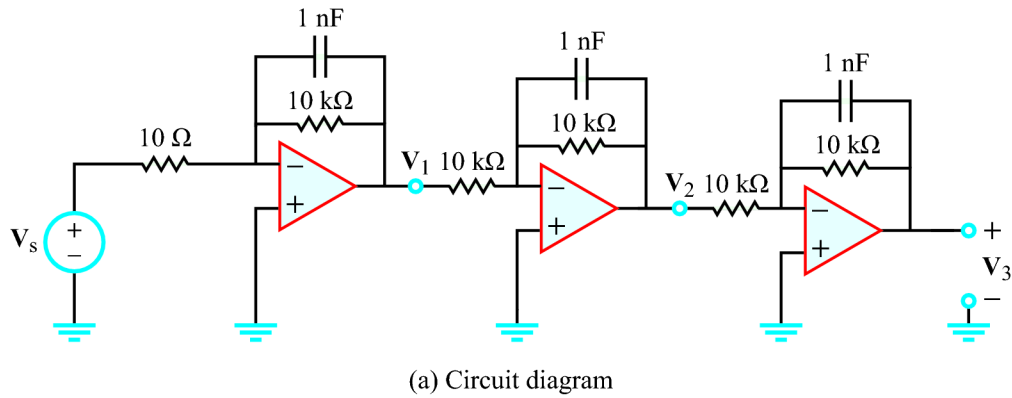 1 nF
1 nF
1 nF
10 kΩ
10 Ω
10 kΩ
10 kΩ
V1
10 kΩ
V2
10 kΩ
−
+
−
+
−
+
Vs
+
−
+
V3
−
(a) Circuit diagram